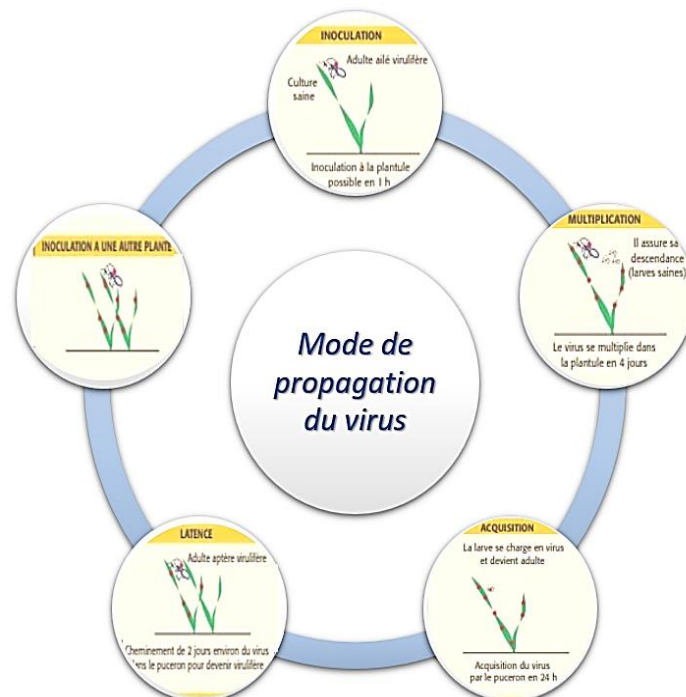 INOCULATION
Adulte ailé virulifère
Culture
saine
Inoculation à la plantule
possible en 1 h
MULTIPLICATION
Il assure sa
descendance
(larves saines)
Le virus se multiplie dans
la plantule en 4 jours
ACQUISITION
La larve se charge en virus
et devient adulte
Acquisition du virus
par le puceron en 24 h
LATENCE
Adulte aptère virulifère
Cheminement de 2 jours environ du virus
dans le puceron pour devenir virulifère
INOCULATION A UNE AUTRE PLANTE
Mode de
propagation
du virus